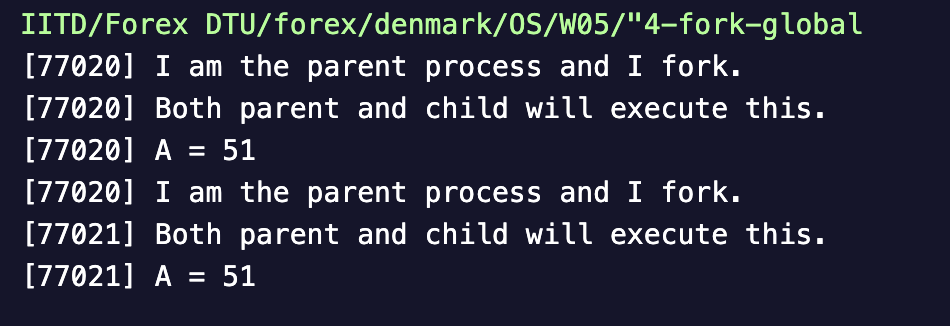 IITD/Forex DTU/forex/denmark/OS/W05/"4-fork-global
[77020] I am the parent process and I fork.
[77020] Both parent and child will execute this.
[77020] A = 51
[77020] I am the parent process and I fork.
[77021] Both parent and child will execute this.
[77021] A = 51